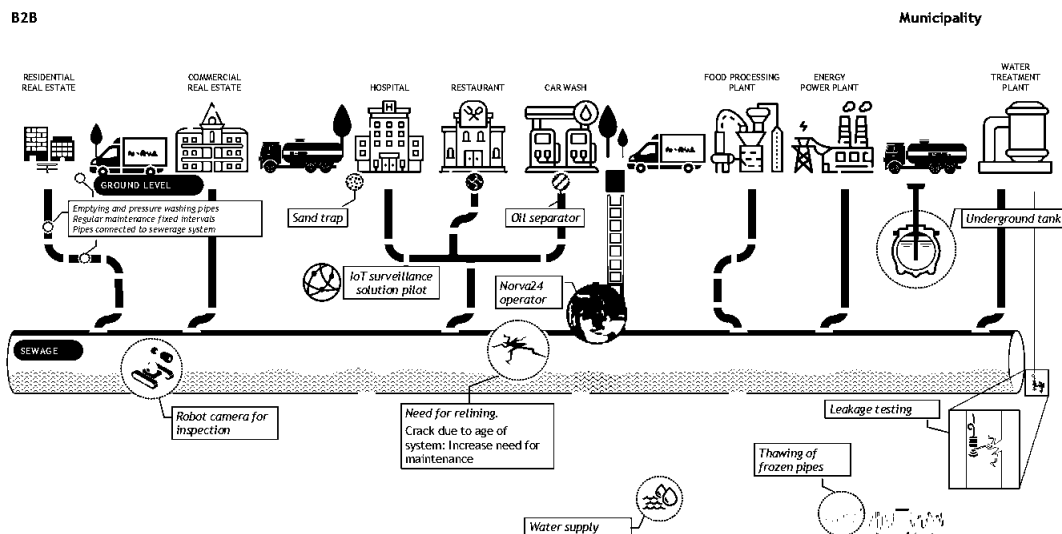 B2B
Municipality
RESIDENTIAL
REAL ESTATE
COMMERCIAL
REAL ESTATE
HOSPITAL
RESTAURANT
CAR WASH
FOOD PROCESSING
PLANT
ENERGY
POWER PLANT
WATER
TREATMENT
PLANT
H
GROUND LEVEL
Emptying and pressure washing pipes
Regular maintenance fixed intervals
Pipes connected to sewerage system
Sand trap
Oil separator
Underground tank
IoT surveillance
solution pilot
Norva24
operator
SEWAGE
Robot camera for
inspection
Need for relining.
Crack due to age of
system: Increase need for
maintenance
Leakage testing
Thawing of
frozen pipes
Water supply